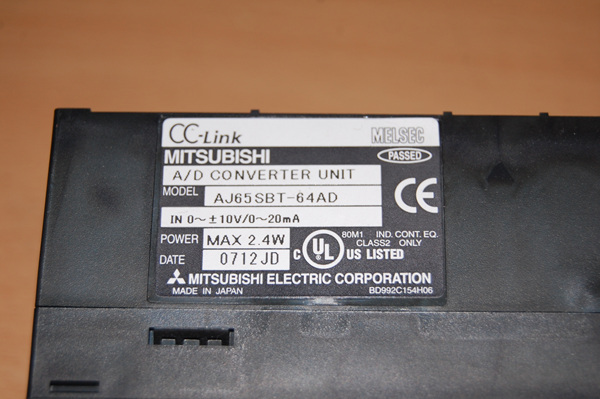 CC-Link MELSEC
MITSUBISHI PASSED
A/D CONVERTER UNIT
MODEL AJ65SBT-64AD CE
IN 0～±10V/0～20mA
POWER MAX 2.4W
DATE 0712JD
C UL US LISTED
80M1 IND. CONT. EQ.
CLASS2 ONLY
MITSUBISHI ELECTRIC CORPORATION
MADE IN JAPAN BD992C154H06